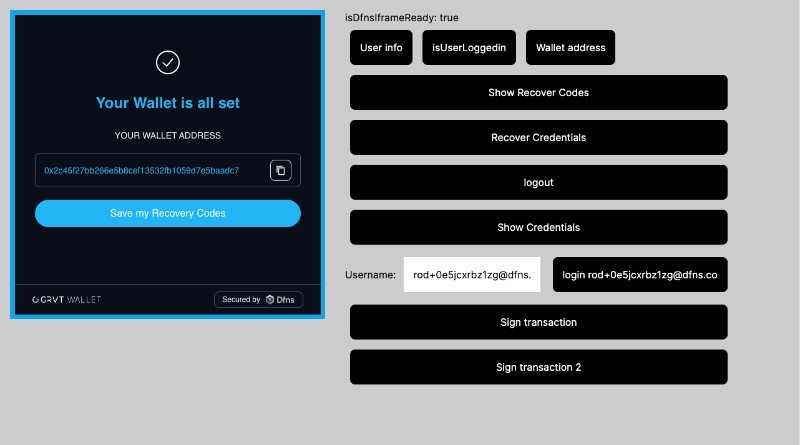 Your Wallet is all set
YOUR WALLET ADDRESS
0x2c45f27bb266e5b8cef13532fb1059d7e5baadc7
Save my Recovery Codes
GRVT WALLET
Secured by Dfns
isDfnsIframeReady: true
User info
isUserLoggedin
Wallet address
Show Recover Codes
Recover Credentials
logout
Show Credentials
Username: rod+0e5jcxrbz1zg@dfns. login rod+0e5jcxrbz1zg@dfns.co
Sign transaction
Sign transaction 2